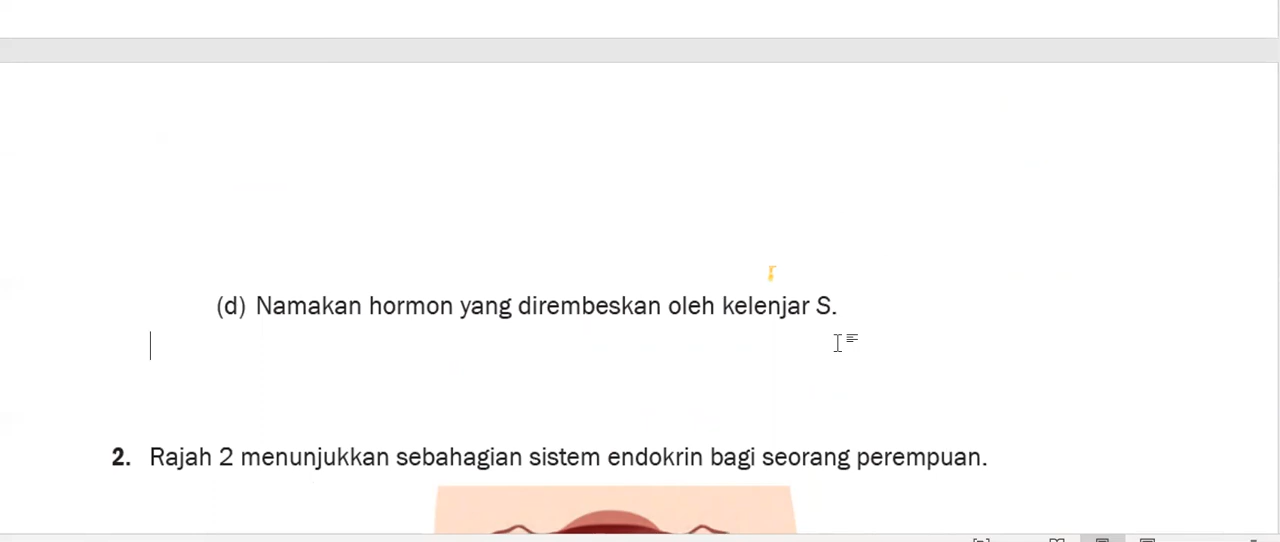 (d) Namakan hormon yang dirembeskan oleh kelenjar S.
2. Rajah 2 menunjukkan sebahagian sistem endokrin bagi seorang perempuan.